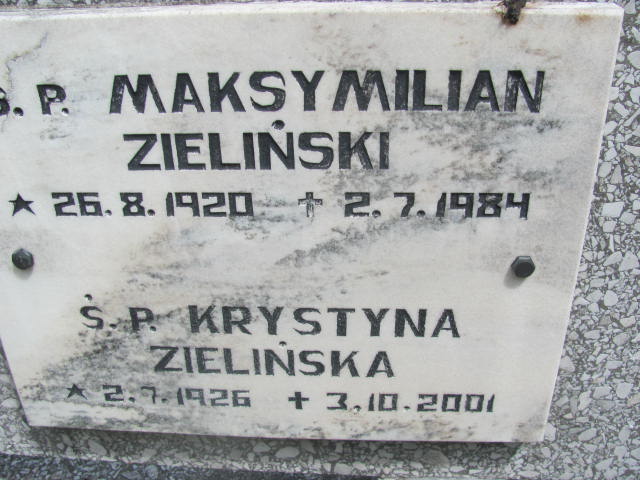 Ś.P. MAKSYMILIAN
ZIELIŃSKI
★ 26.8.1920 ✝ 2.7.1984
Ś.P. KRYSTYNA
ZIELIŃSKA
★ 2.7.1926 ✝ 3.10.2001